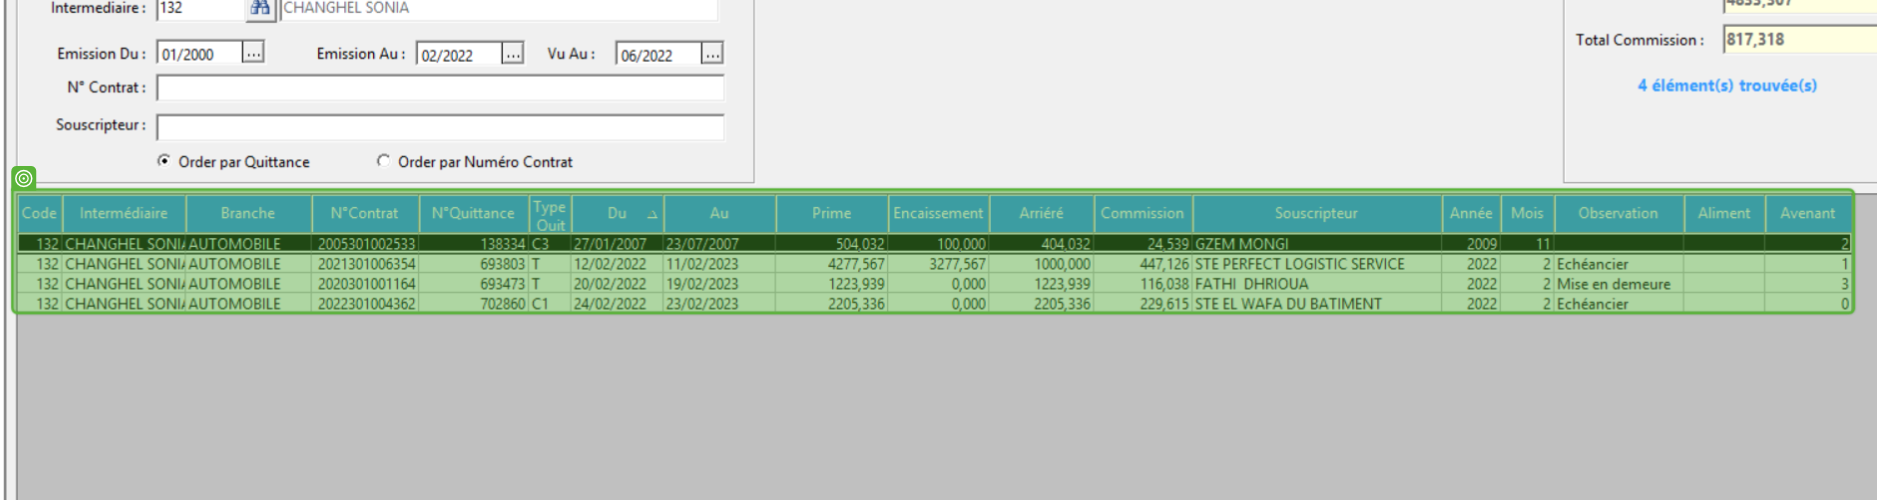 Intermediaire : 132 CHANGHEL SONIA
4833,307
Emission Du : 01/2000 ... Emission Au : 02/2022 ... Vu Au : 06/2022 ...
Total Commission : 817,318
N° Contrat :
4 élément(s) trouvée(s)
Souscripteur :
Order par Quittance Order par Numéro Contrat
Code Intermédiaire Branche N°Contrat N°Quittance Type Quit Du Au Prime Encaissement Arriéré Commission Souscripteur Année Mois Observation Aliment Avenant
132 CHANGHEL SONIA AUTOMOBILE 2005301002533 138334 C3 27/01/2007 23/07/2007 504,032 100,000 404,032 24,539 GZEM MONGI 2009 11 2
132 CHANGHEL SONIA AUTOMOBILE 2021301006354 693803 T 12/02/2022 11/02/2023 4277,567 3277,567 1000,000 447,126 STE PERFECT LOGISTIC SERVICE 2022 2 Echéancier 1
132 CHANGHEL SONIA AUTOMOBILE 2020301001164 693473 T 20/02/2022 19/02/2023 1223,939 0,000 1223,939 116,038 FATHI DHRIOUA 2022 2 Mise en demeure 3
132 CHANGHEL SONIA AUTOMOBILE 2022301004362 702860 C1 24/02/2022 23/02/2023 2205,336 0,000 2205,336 229,615 STE EL WAFA DU BATIMENT 2022 2 Echéancier 0